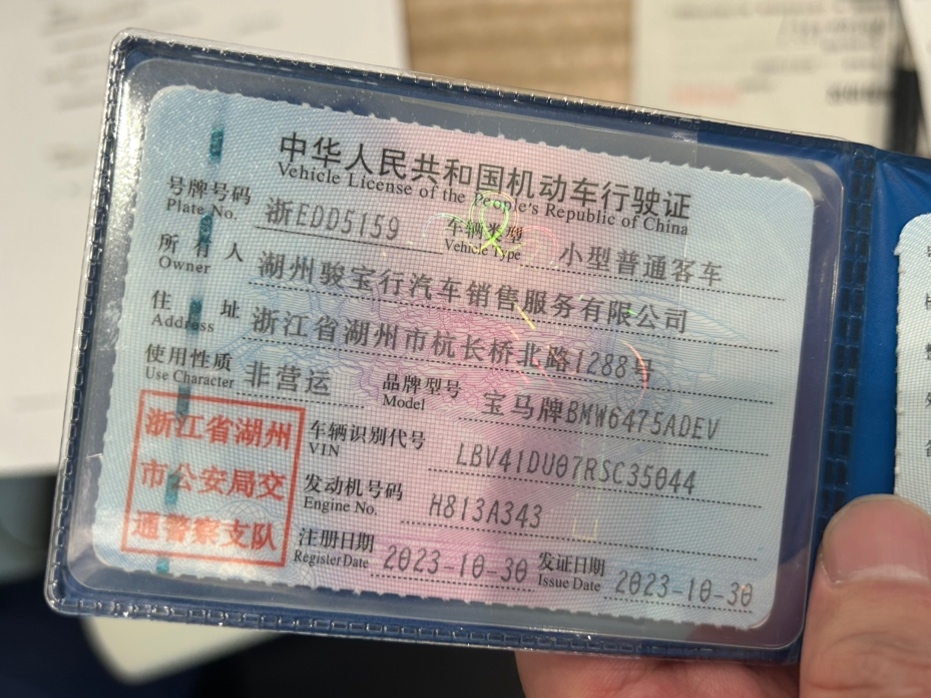 中华人民共和国机动车行驶证
Vehicle License of the People's Republic of China
号牌号码 浙EDD5159 车辆类型 小型普通客车
Plate No. Vehicle Type
所有人 湖州骏宝行汽车销售服务有限公司
Owner
住址 浙江省湖州市杭长桥北路1288号
Address
使用性质 非营运 品牌型号 宝马牌BMW6475ADEV
Use Character Model
浙江省湖州
市公安局交
通警察支队
车辆识别代号 LBV41DU07RSC35044
VIN
发动机号码 H813A343
Engine No.
注册日期 2023-10-30 发证日期 2023-10-30
Register Date Issue Date